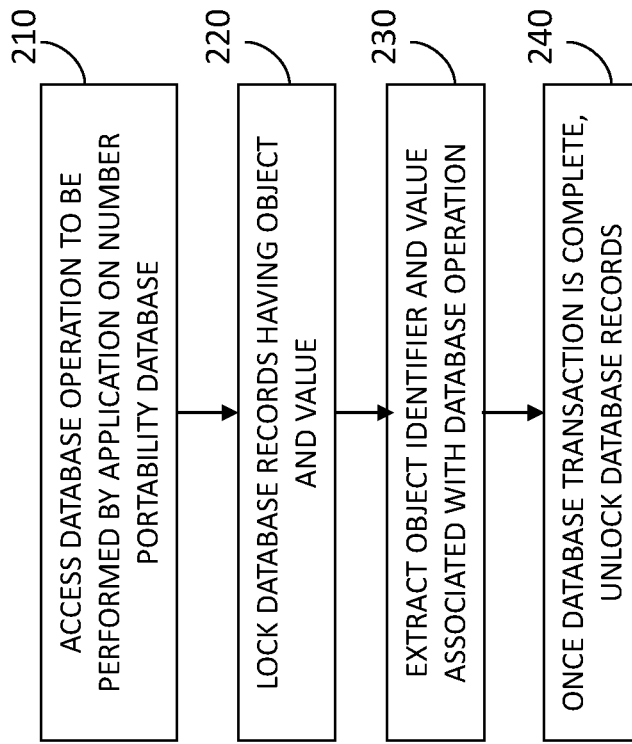 210
ACCESS DATABASE OPERATION TO BE
PERFORMED BY APPLICATION ON NUMBER
PORTABILITY DATABASE
220
LOCK DATABASE RECORDS HAVING OBJECT
AND VALUE
230
EXTRACT OBJECT IDENTIFIER AND VALUE
ASSOCIATED WITH DATABASE OPERATION
240
ONCE DATABASE TRANSACTION IS COMPLETE,
UNLOCK DATABASE RECORDS